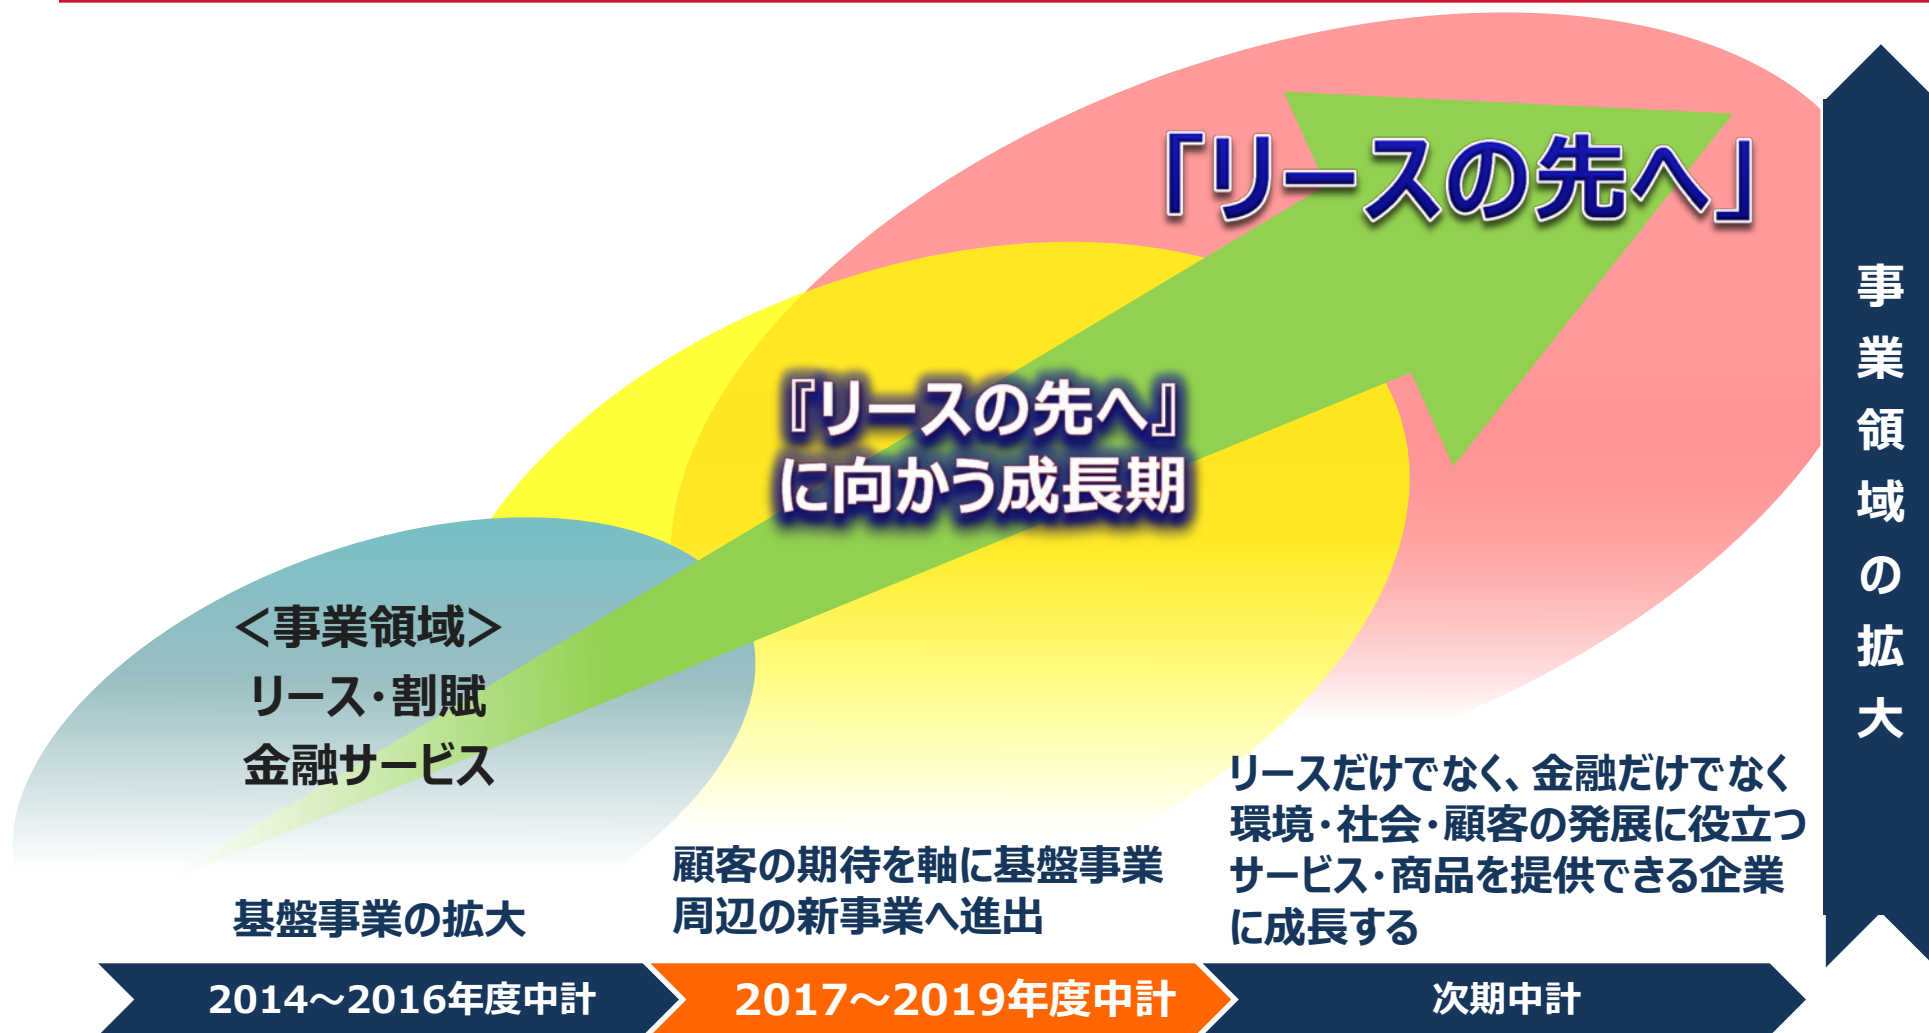 「リースの先へ」
『リースの先へ』
に向かう成長期
＜事業領域＞
リース・割賦
金融サービス
基盤事業の拡大
顧客の期待を軸に基盤事業
周辺の新事業へ進出
リースだけでなく、金融だけでなく
環境・社会・顧客の発展に役立つ
サービス・商品を提供できる企業
に成長する
2014～2016年度中計
2017～2019年度中計
次期中計
事業領域の拡大